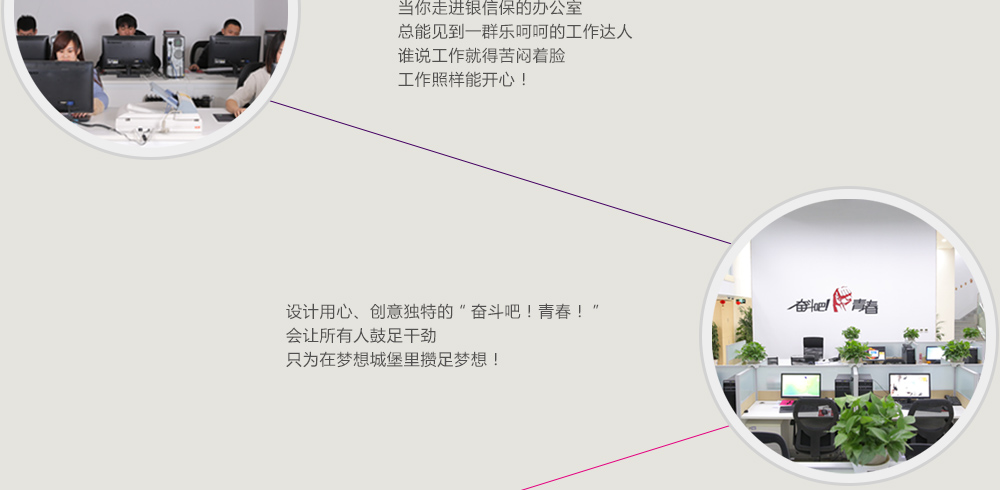 当你走进银信保的办公室
总能见到一群乐呵呵的工作达人
谁说工作就得苦闷着脸
工作照样能开心！
设计用心、创意独特的“ 奋斗吧！青春！ ”
会让所有人鼓足干劲
只为在梦想城堡里攒足梦想！
奋斗吧! 青春